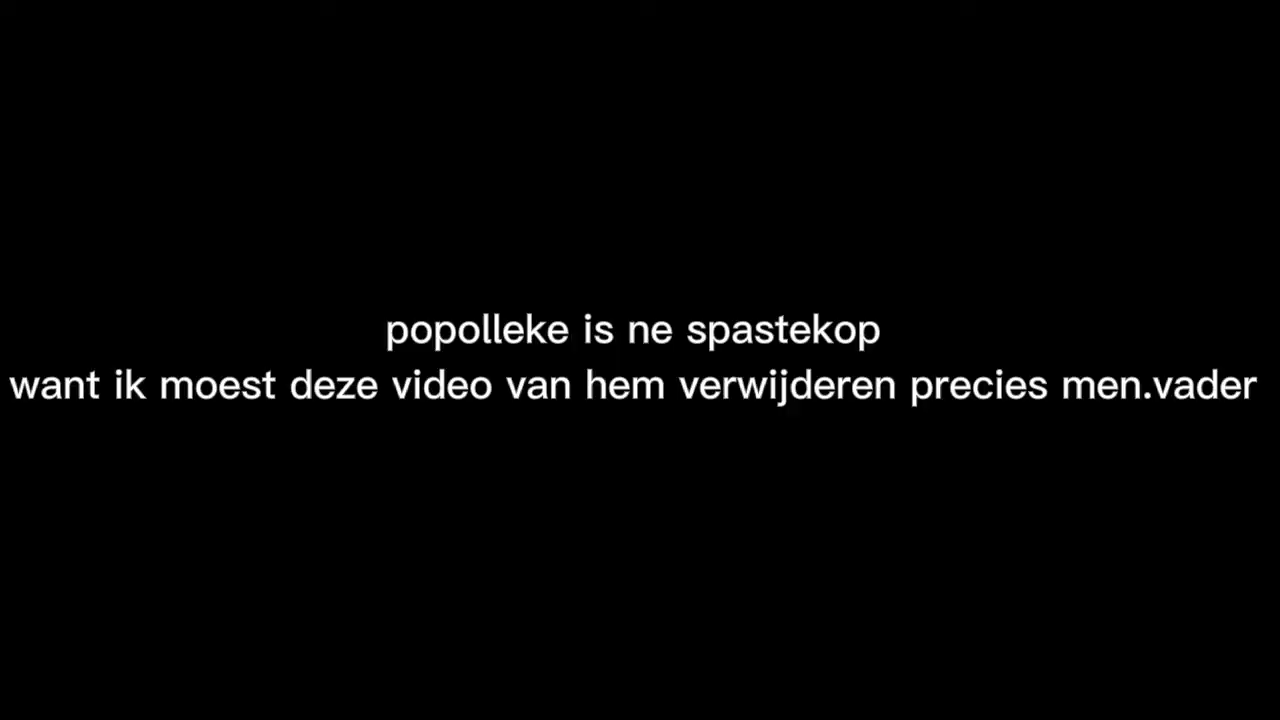 popolleke is ne spastekop
want ik moest deze video van hem verwijderen precies men.vader